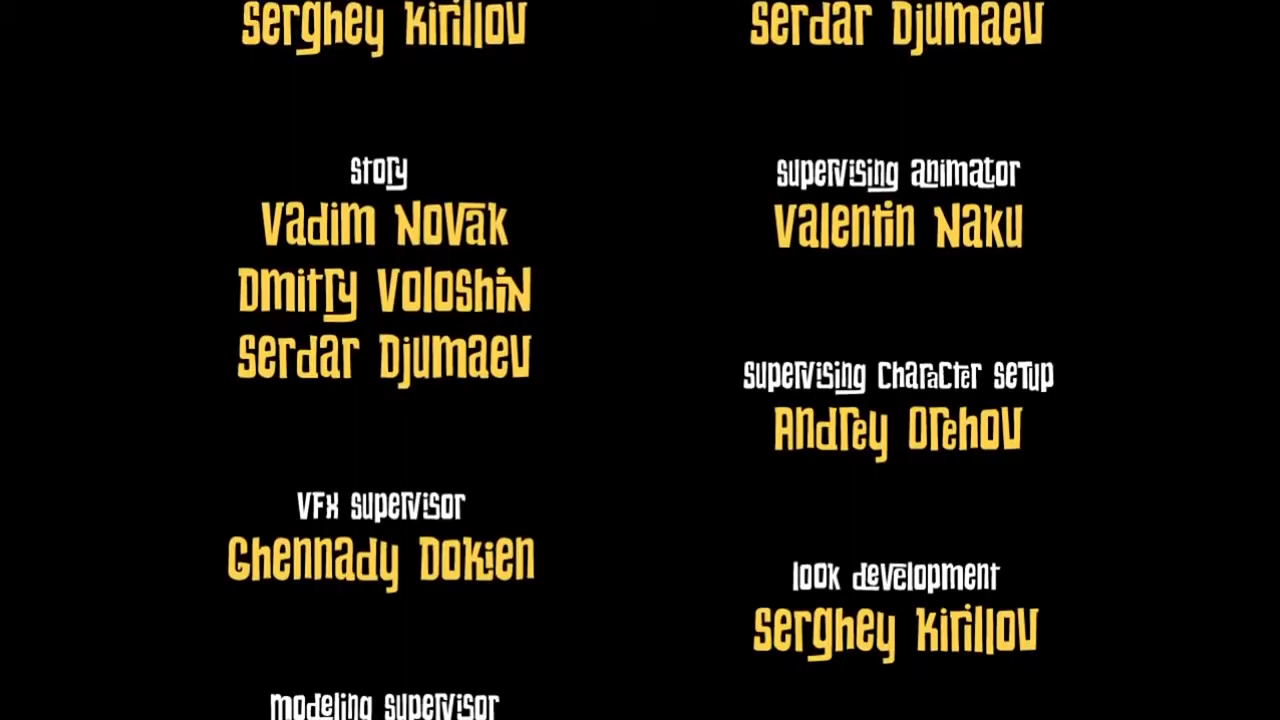 Serghey Kirillov
Serdar Djumaev
story
Vadim Novak
Dmitry Voloshin
Serdar Djumaev
supervising animator
Valentin Naku
supervising character setup
Andrey Orehov
VFX supervisor
Ghennady Dokien
look development
Serghey Kirillov
modeling supervisor